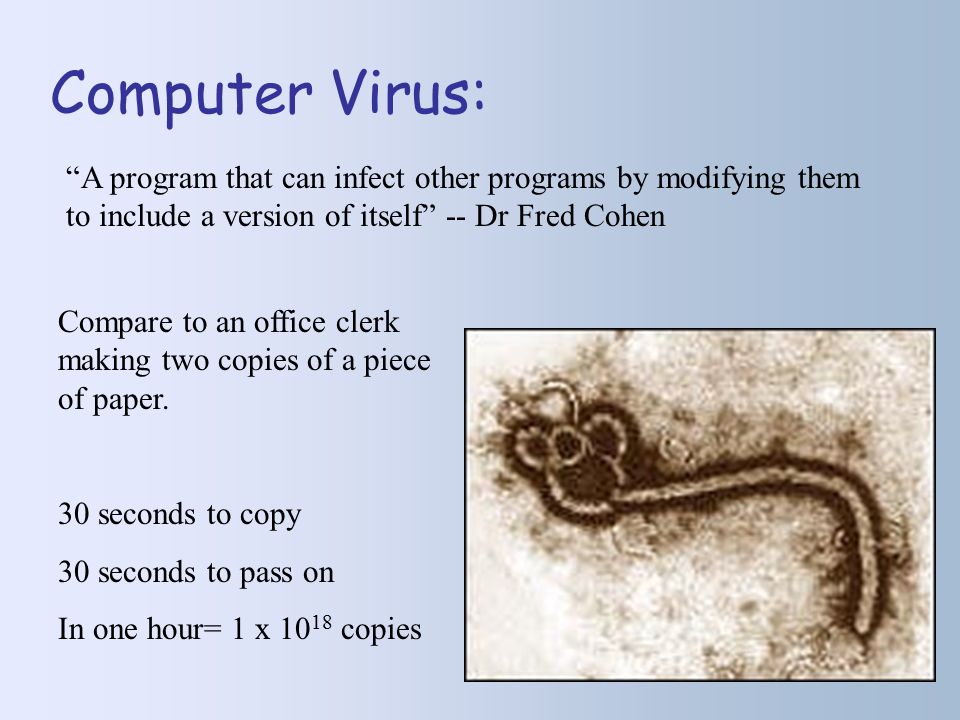 Computer Virus:
“A program that can infect other programs by modifying them
to include a version of itself” -- Dr Fred Cohen
Compare to an office clerk
making two copies of a piece
of paper.
30 seconds to copy
30 seconds to pass on
In one hour= 1 x 10¹⁸ copies